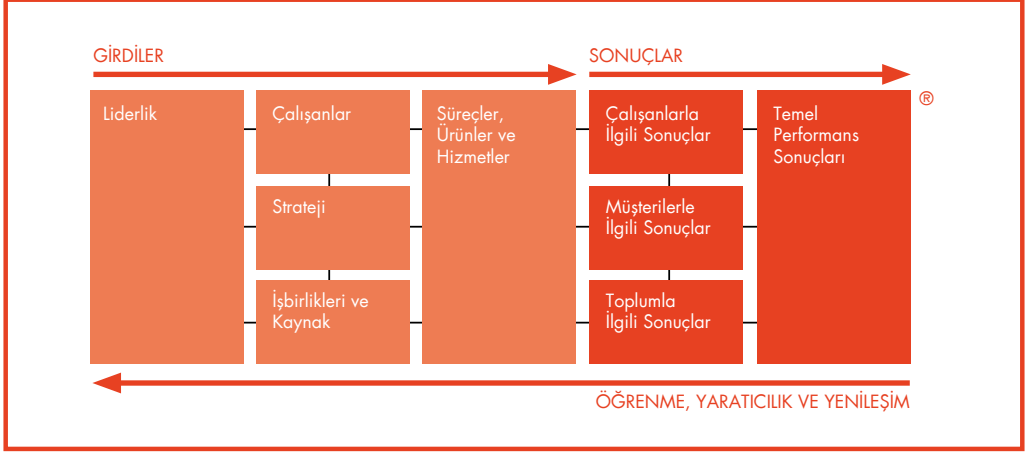 GİRDİLER
SONUÇLAR
®
Liderlik
Çalışanlar
Süreçler,
Ürünler ve
Hizmetler
Çalışanlarla
İlgili Sonuçlar
Temel
Performans
Sonuçları
Strateji
Müşterilerle
İlgili Sonuçlar
İşbirlikleri ve
Kaynak
Toplumla
İlgili Sonuçlar
ÖĞRENME, YARATICILIK VE YENİLEŞİM